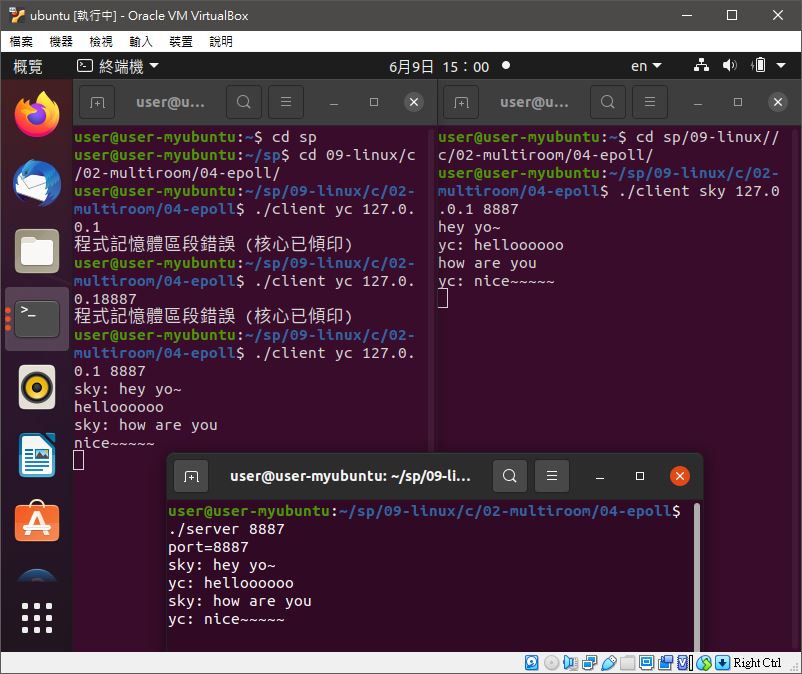 ubuntu [執行中] - Oracle VM VirtualBox
檔案 機器 檢視 輸入 裝置 說明
概覽 終端機 6月9日 15：00 en
user@u...
user@user-myubuntu:~$ cd sp
user@user-myubuntu:~/sp$ cd 09-linux/c
/02-multiroom/04-epoll/
user@user-myubuntu:~/sp/09-linux/c/02-
multiroom/04-epoll$ ./client yc 127.0.
0.1
程式記憶體區段錯誤 (核心已傾印)
user@user-myubuntu:~/sp/09-linux/c/02-
multiroom/04-epoll$ ./client yc 127.0.
0.18887
程式記憶體區段錯誤 (核心已傾印)
user@user-myubuntu:~/sp/09-linux/c/02-
multiroom/04-epoll$ ./client yc 127.0.
0.1 8887
sky: hey yo~
helloooooo
sky: how are you
nice~~~~~
user@u...
user@user-myubuntu:~$ cd sp/09-linux//
c/02-multiroom/04-epoll/
user@user-myubuntu:~/sp/09-linux/c/02-
multiroom/04-epoll$ ./client sky 127.0
.0.1 8887
hey yo~
yc: helloooooo
how are you
yc: nice~~~~~
user@user-myubuntu: ~/sp/09-li...
user@user-myubuntu:~/sp/09-linux/c/02-multiroom/04-epoll$
./server 8887
port=8887
sky: hey yo~
yc: helloooooo
sky: how are you
yc: nice~~~~~
Right Ctrl